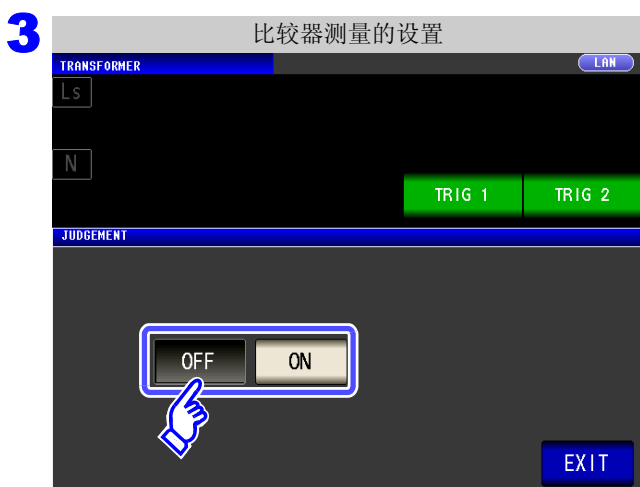 3
比较器测量的设置
TRANSFORMER
LAN
Ls
N
TRIG 1 TRIG 2
JUDGEMENT
OFF ON
EXIT